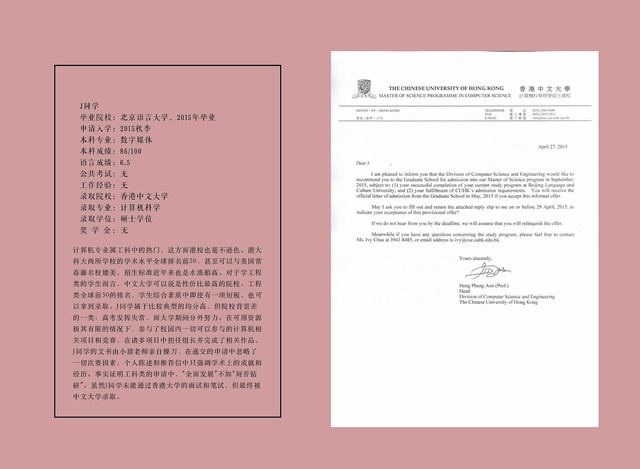 J同学
毕业院校：北京语言大学，2015年毕业
申请入学：2015秋季
本科专业：数字媒体
本科成绩：86/100
语言成绩：6.5
公共考试：无
工作经验：无
录取院校：香港中文大学
录取专业：计算机科学
录取学位：硕士学位
奖 学 金：无
计算机专业属工科中的热门，这方面港校也毫不逊色。港大
科大两所学校的学术水平全球排名前20，甚至可以与美国常
春藤名校媲美，招生标准近年来也是水涨船高。对于学工程
类的学生而言，中文大学可以说是性价比最高的院校。工程
类全球前50的排名，学生综合素质中即使有一项短板，也可
以拿到录取。J同学属于比较典型的均分高，但院校背景差
的一类：高考发挥失常，而大学期间分外努力。在可用资源
极其有限的情况下，参与了校园内一切可以参与的计算机相
关项目和竞赛，在诸多项目中担任组长并完成了相关作品。
J同学的文书由小猪老师亲自操刀，在递交的申请中忽略了
一切次要因素，个人陈述和推荐信中只强调学术上的成就和
经历。事实证明工科类的申请中，"全面发展"不如"刻苦钻
研"。虽然J同学未能通过香港大学的面试和笔试，但最终被
中文大学录取。
THE CHINESE UNIVERSITY OF HONG KONG 香港中文大學
MASTER OF SCIENCE PROGRAMME IN COMPUTER SCIENCE 計算機科學理學碩士課程
SHATIN · NT · HONG KONG
TELEPHONE
FAX
E-MAIL
April 27, 2015
Dear J
I am pleased to inform you that the Division of Computer Science and Engineering would like to
recommend you to the Graduate School for admission into our Master of Science program in September,
2015, subject to: (1) your successful completion of your current study program at Beijing Language and
Culture University; and (2) your fulfillment of CUHK's admission requirements. You will receive the
official letter of admission from the Graduate School in May, 2015 if you accept this informal offer.
May I ask you to fill out and return the attached reply slip to me on or before 29 April, 2015, to
indicate your acceptance of this provisional offer?
If we do not hear from you by the deadline, we will assume that you will relinquish the offer.
Meanwhile if you have any questions concerning the study program, please feel free to contact
Ms. Ivy Chau at 3943 8485, or email address to ivy@cse.cuhk.edu.hk.
Yours sincerely,
Heng Pheng Ann (Prof.)
Head
Division of Computer Science and Engineering
The Chinese University of Hong Kong